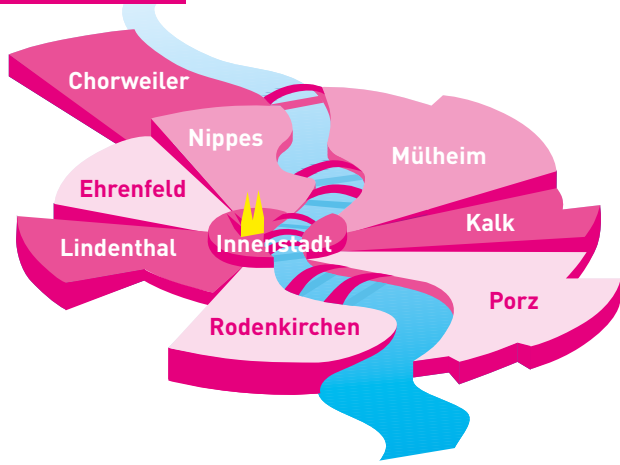 Chorweiler
Nippes
Mülheim
Ehrenfeld
Kalk
Lindenthal
Innenstadt
Porz
Rodenkirchen